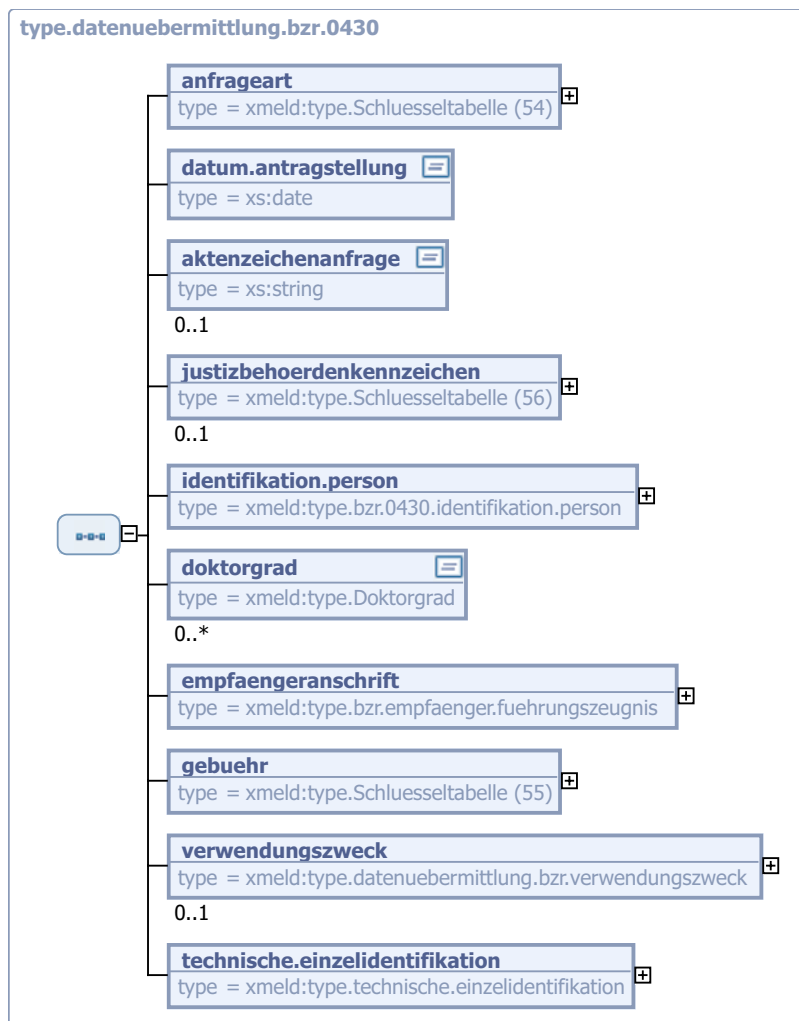 type.datenuebermittlung.bzr.0430
anfrageart
type = xmeld:type.Schluesseltabelle (54)
datum.antragstellung
type = xs:date
aktenzeichenanfrage
type = xs:string
0..1
justizbehoerdenkennzeichen
type = xmeld:type.Schluesseltabelle (56)
0..1
identifikation.person
type = xmeld:type.bzr.0430.identifikation.person
doktorgrad
type = xmeld:type.Doktorgrad
0..*
empfaengeranschrift
type = xmeld:type.bzr.empfaenger.fuehrungszeugnis
gebuehr
type = xmeld:type.Schluesseltabelle (55)
verwendungszweck
type = xmeld:type.datenuebermittlung.bzr.verwendungszweck
0..1
technische.einzelidentifikation
type = xmeld:type.technische.einzelidentifikation